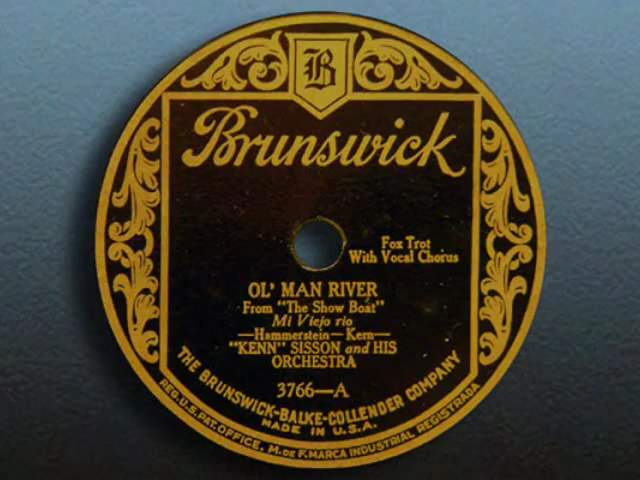 B
Brunswick
Fox Trot
With Vocal Chorus
OL' MAN RIVER
From "The Show Boat"
Mi Viejo rio
—Hammerstein—Kern—
"KENN" SISSON and HIS
ORCHESTRA
3766—A
THE BRUNSWICK-BALKE-COLLENDER COMPANY
MADE IN U.S.A.
REG. U.S. PAT. OFFICE. M. DE F. MARCA INDUSTRIAL REGISTRADA